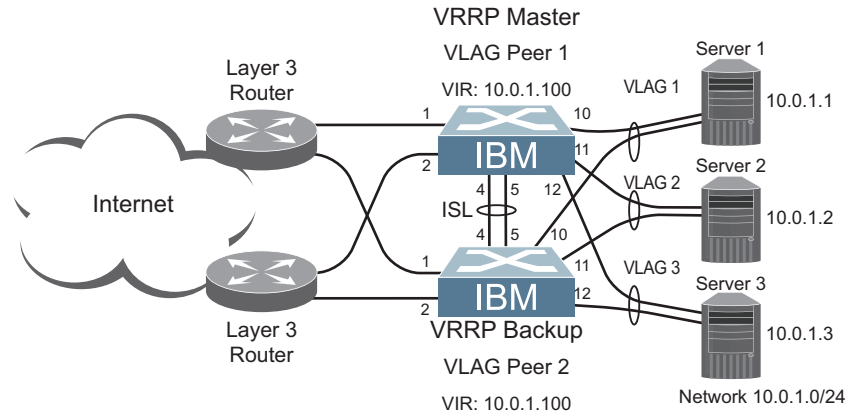 VRRP Master
VLAG Peer 1
VIR: 10.0.1.100
Layer 3
Router
Internet
Layer 3
Router
1
2
10
11
12
IBM
4 5
ISL
4 5
1
2
10
11
12
IBM
VRRP Backup
VLAG Peer 2
VIR: 10.0.1.100
VLAG 1
VLAG 2
VLAG 3
Server 1
10.0.1.1
Server 2
10.0.1.2
Server 3
10.0.1.3
Network 10.0.1.0/24